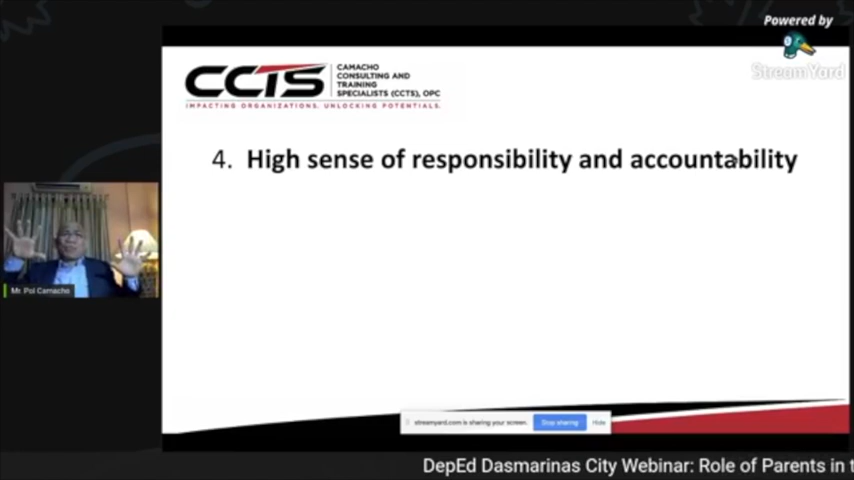 Powered by
StreamYard
CCTS
CAMACHO
CONSULTING AND
TRAINING
SPECIALISTS (CCTS), OPC
IMPACTING ORGANIZATIONS. UNLOCKING POTENTIALS.
4. High sense of responsibility and accountability
Mr. Pol Camacho
streamyard.com is sharing your screen.
Stop sharing
Hide
DepEd Dasmarinas City Webinar: Role of Parents in t